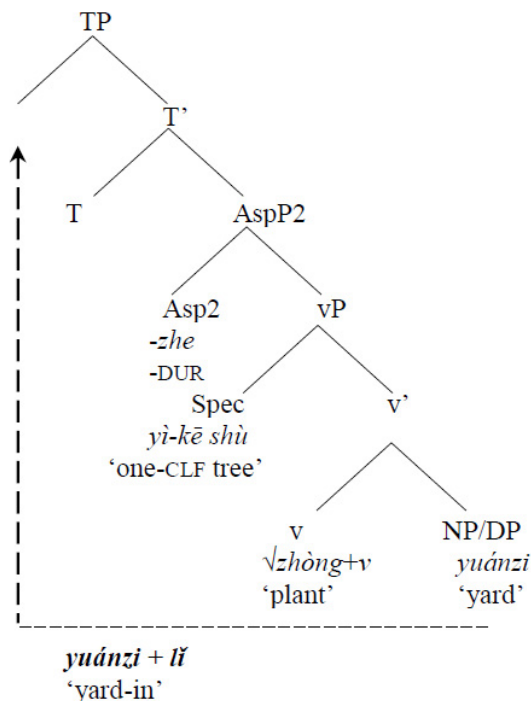 TP
T’
T AspP2
Asp2 vP
-zhe
-DUR
Spec v’
yì-kē shù
‘one-CLF tree’
v NP/DP
√zhòng+v yuánzi
‘plant’ ‘yard’
yuánzi + lǐ
‘yard-in’